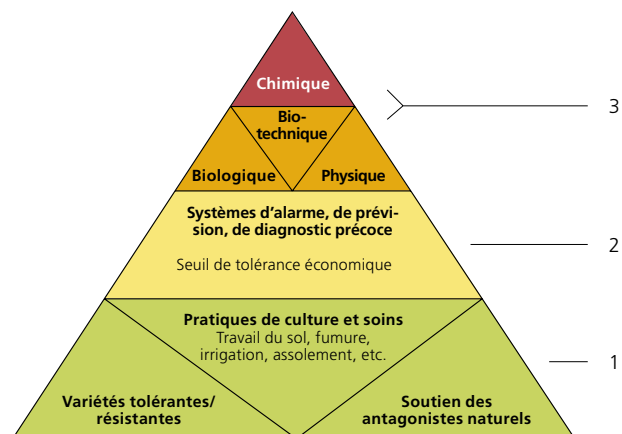 Chimique
3
Bio-
technique
Biologique
Physique
Systèmes d'alarme, de prévi-
sion, de diagnostic précoce
2
Seuil de tolérance économique
Pratiques de culture et soins
Travail du sol, fumure,
irrigation, assolement, etc.
1
Variétés tolérantes/
résistantes
Soutien des
antagonistes naturels